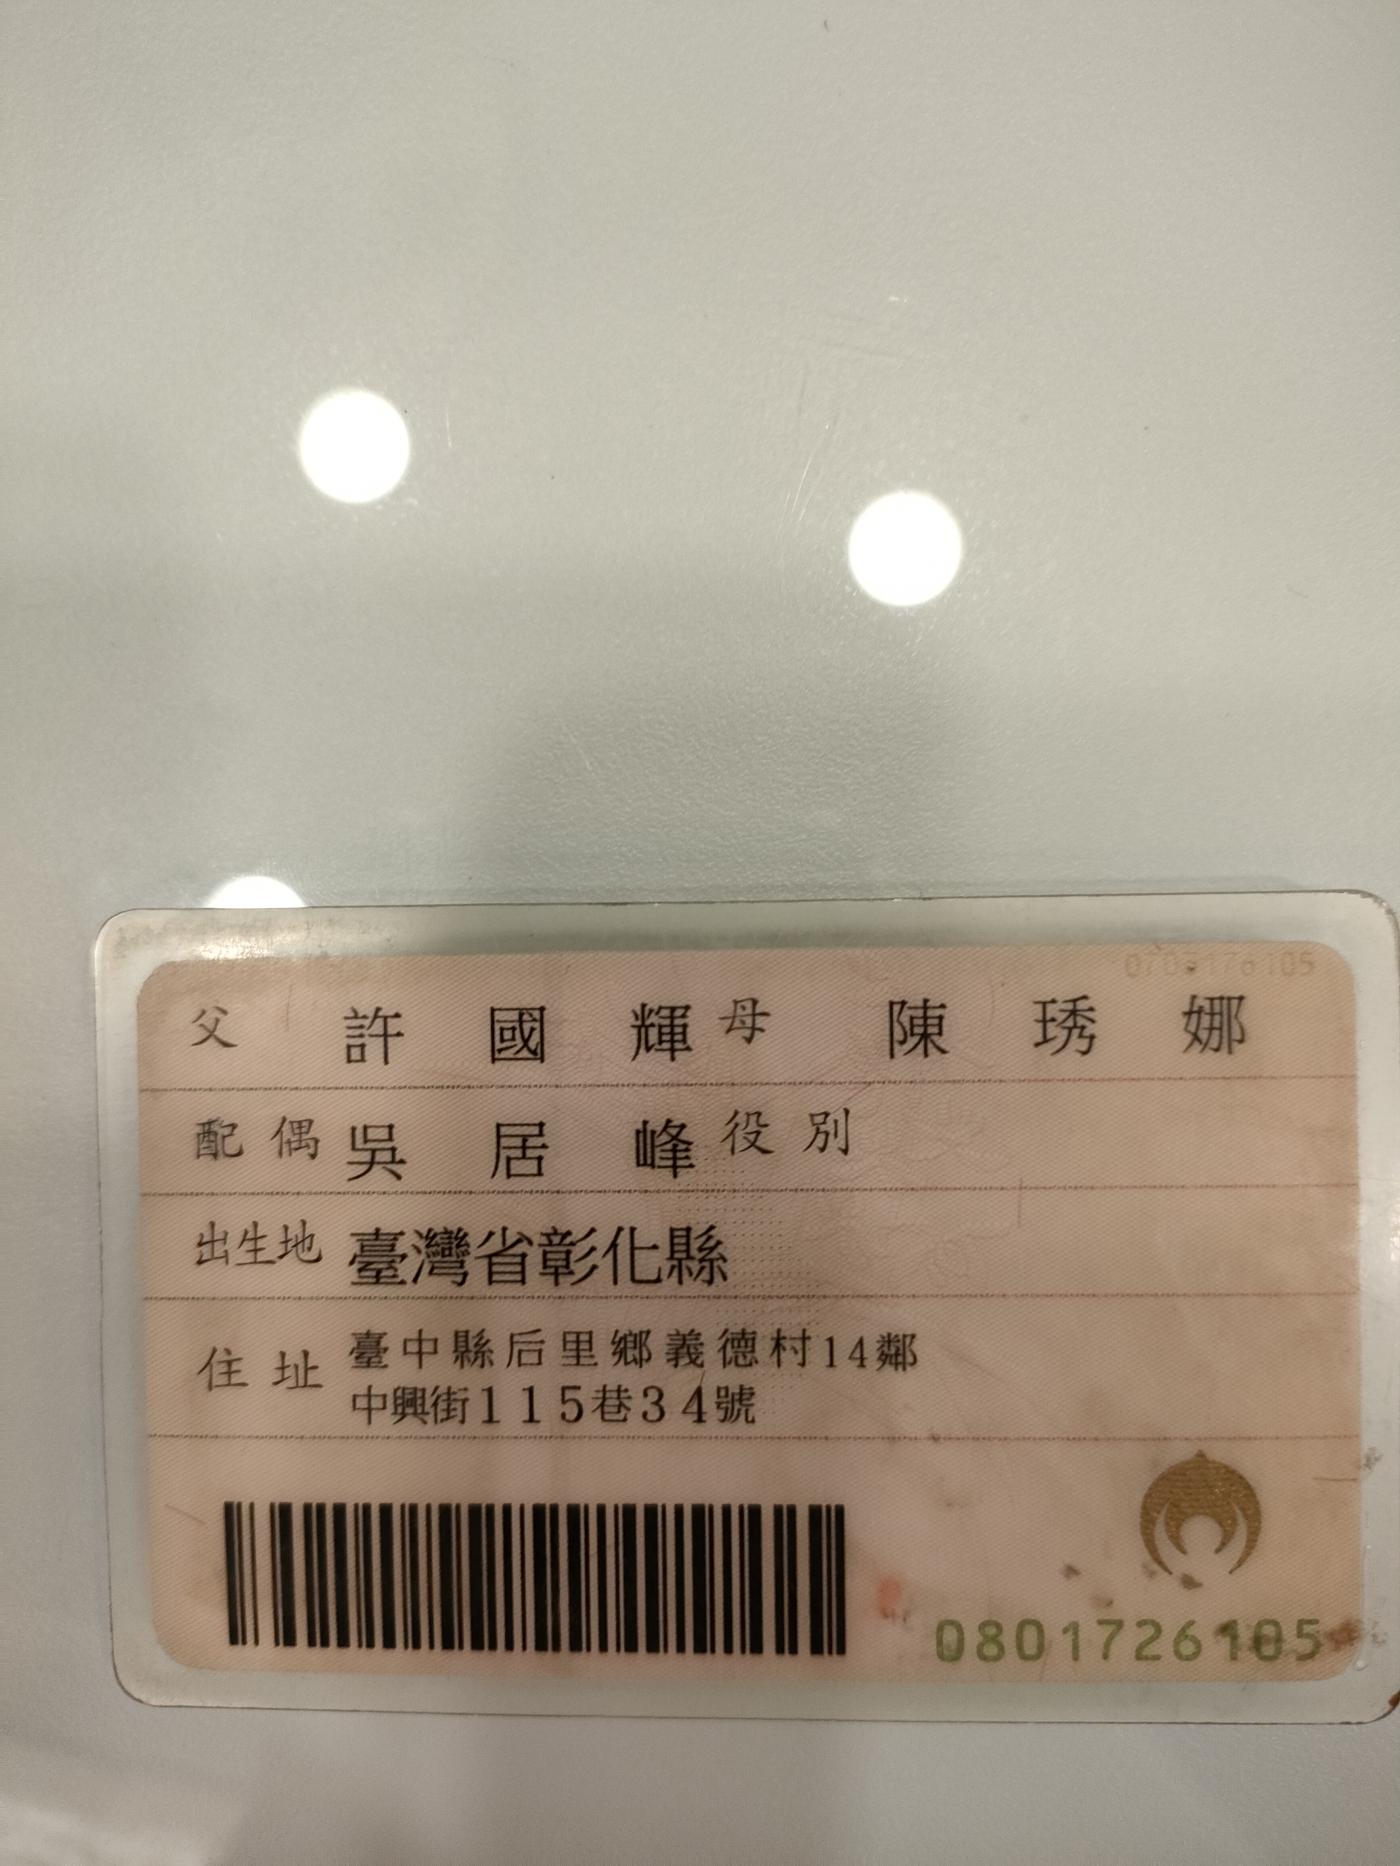 0703176105
父 許國輝 母 陳琇娜
配偶 吳居峰 役別
出生地 臺灣省彰化縣
住址 臺中縣后里鄉義德村14鄰
中興街115巷34號
0801726105